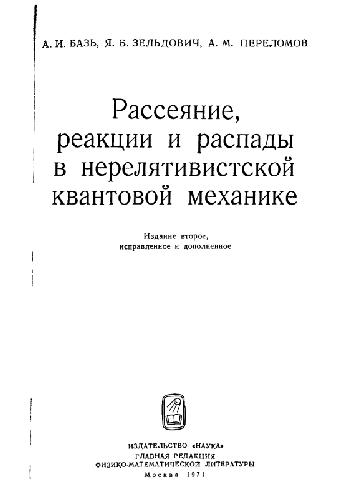 А. И. БАЗЬ, Я. Б. ЗЕЛЬДОВИЧ, А. М. ПЕРЕЛОМОВ
Рассеяние,
реакции и распады
в нерелятивистской
квантовой механике
Издание второе,
исправленное и дополненное
ИЗДАТЕЛЬСТВО «НАУКА»
ГЛАВНАЯ РЕДАКЦИЯ
ФИЗИКО-МАТЕМАТИЧЕСКОЙ ЛИТЕРАТУРЫ
Москва 1971